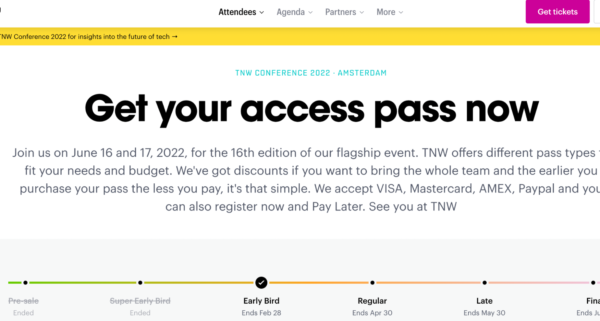 Attendees Agenda Partners More Get tickets
TNW Conference 2022 for insights into the future of tech →
TNW CONFERENCE 2022 · AMSTERDAM
Get your access pass now
Join us on June 16 and 17, 2022, for the 16th edition of our flagship event. TNW offers different pass types
fit your needs and budget. We've got discounts if you want to bring the whole team and the earlier you
purchase your pass the less you pay, it's that simple. We accept VISA, Mastercard, AMEX, Paypal and you
can also register now and Pay Later. See you at TNW
Pre-sale Super Early Bird Early Bird Regular Late Fina
Ended Ended Ends Feb 28 Ends Apr 30 Ends May 30 Ends Ju